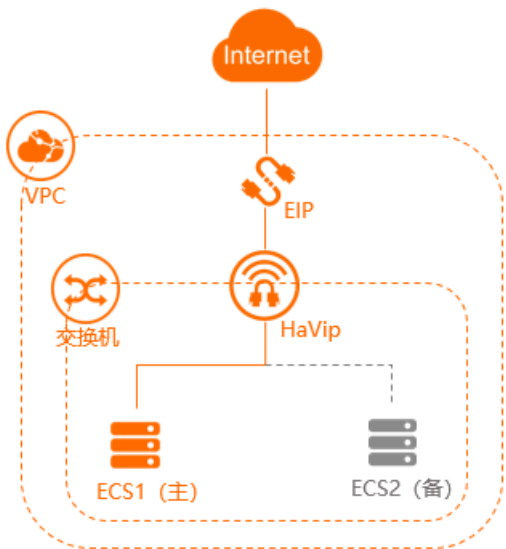 Internet
VPC
EIP
交换机
HaVip
ECS1（主）
ECS2（备）